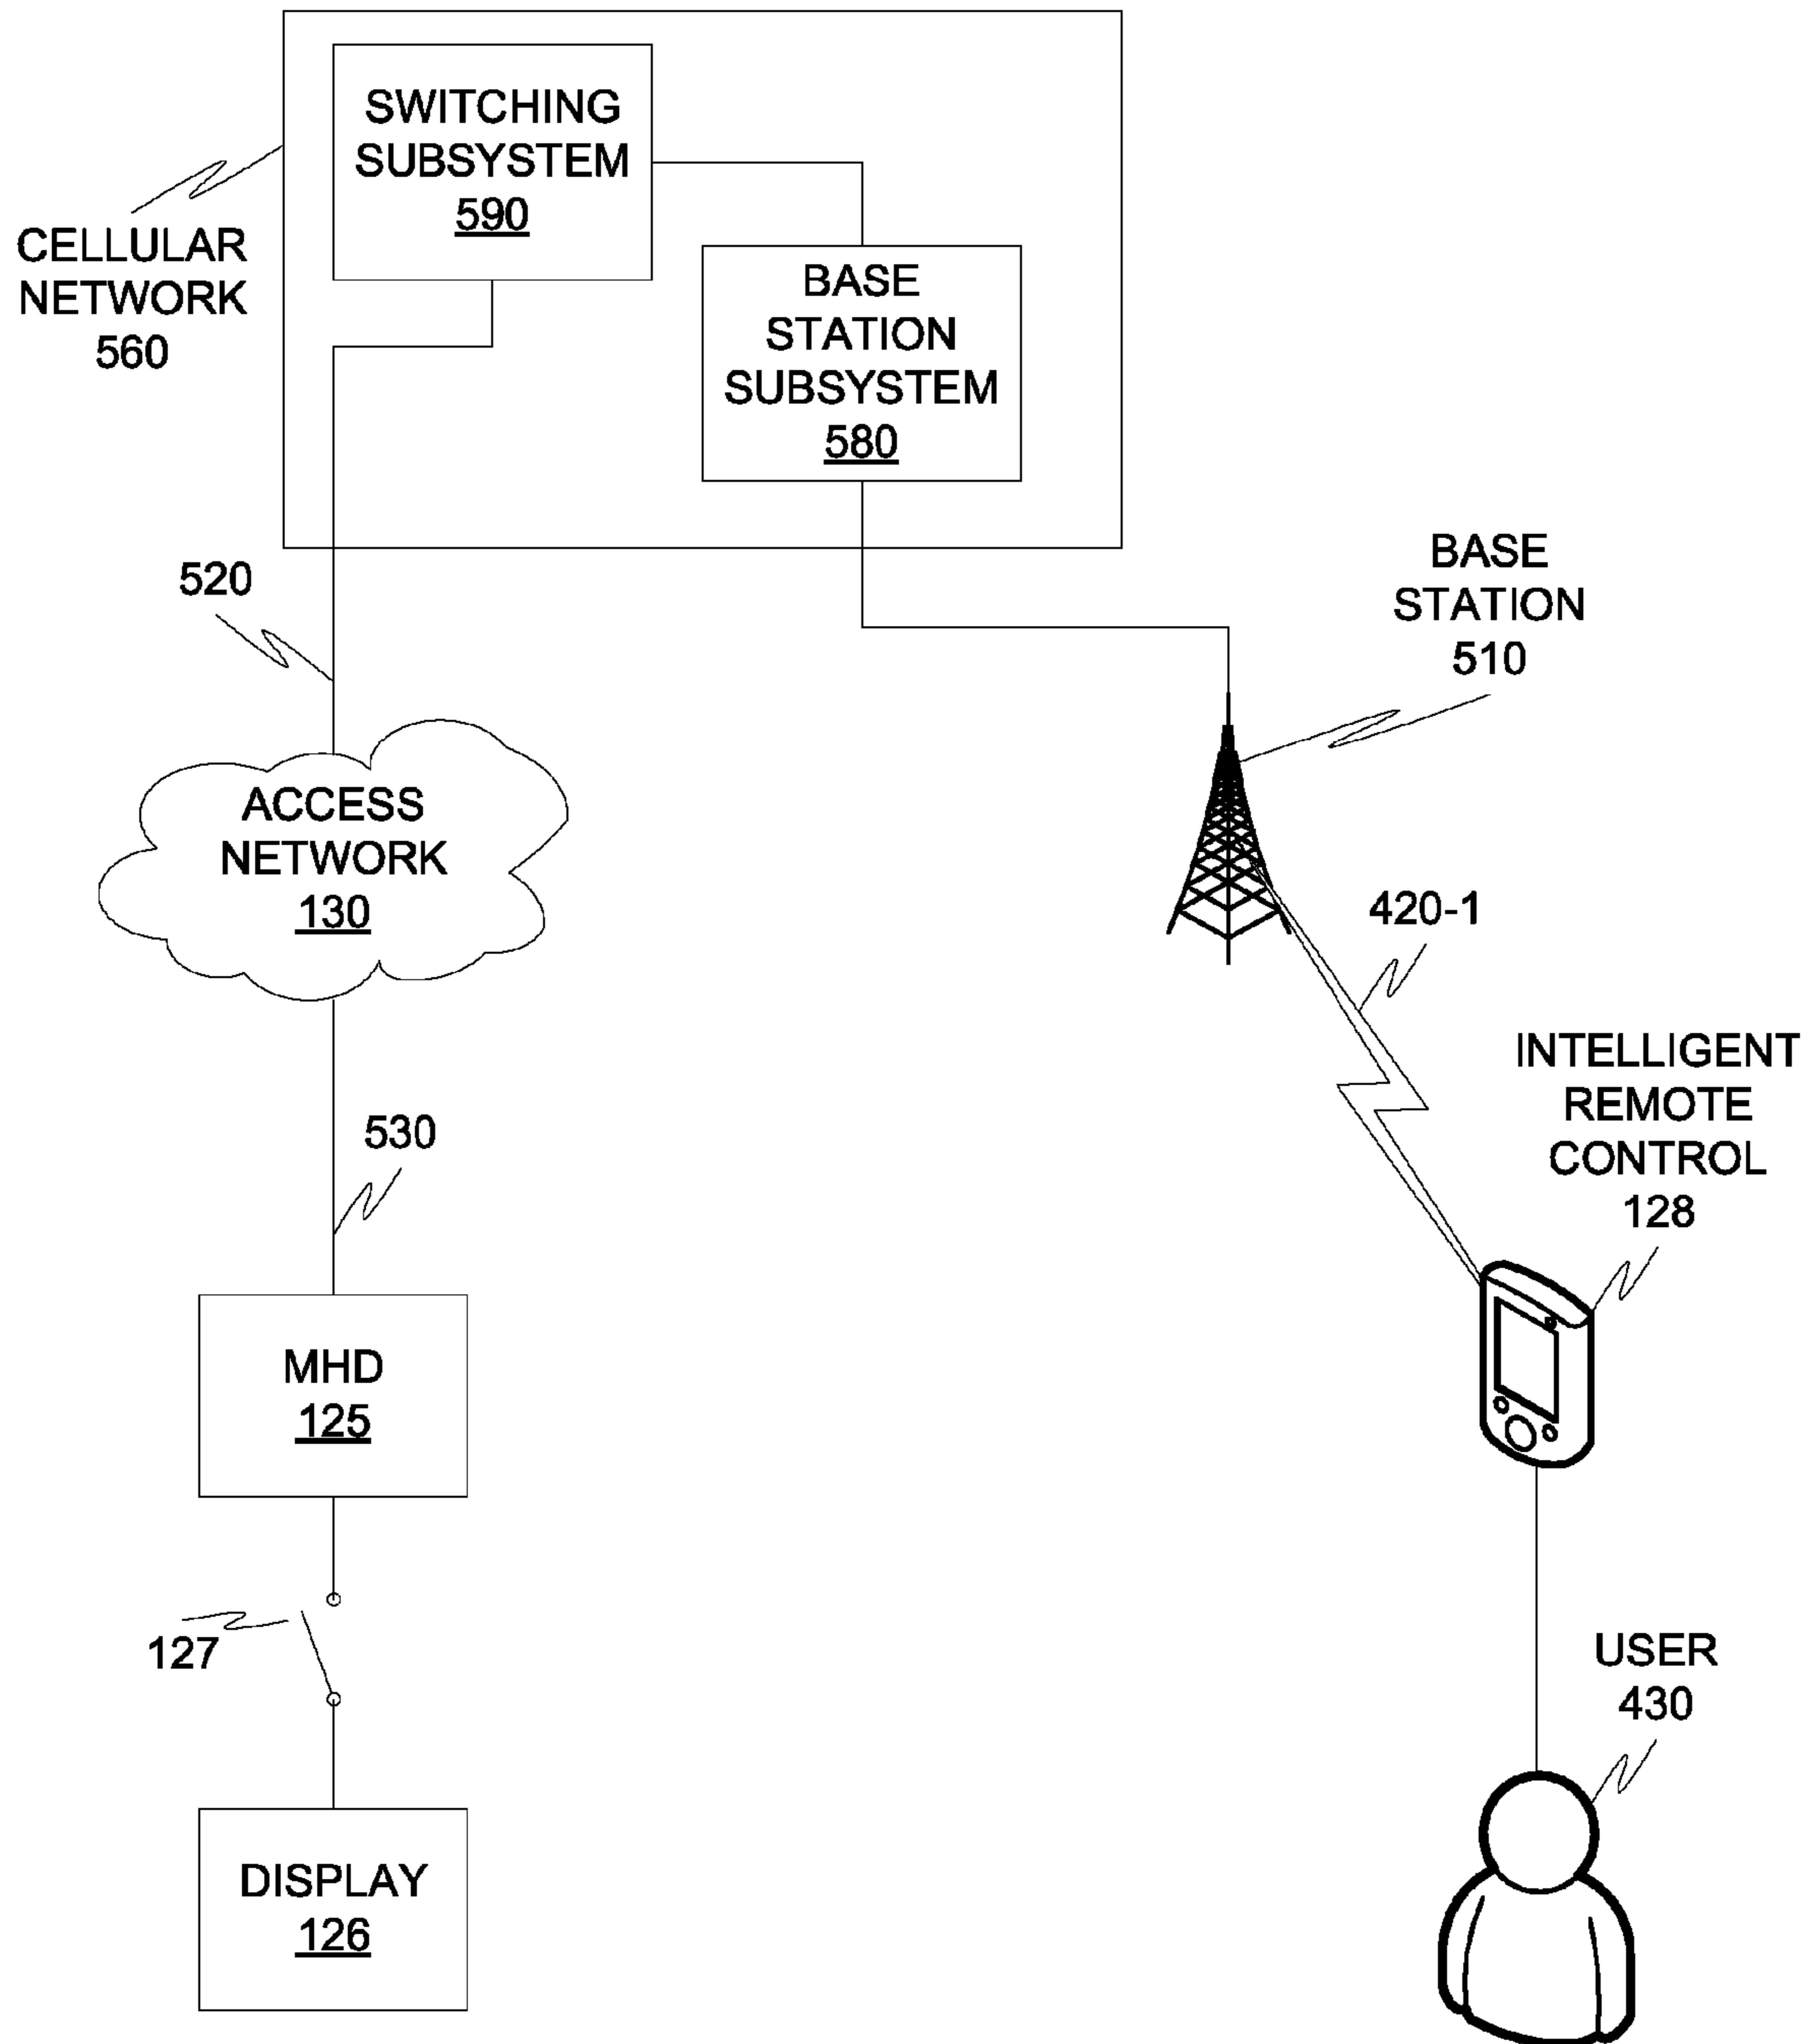 SWITCHING
SUBSYSTEM
590
CELLULAR
NETWORK
560
BASE
STATION
SUBSYSTEM
580
520
BASE
STATION
510
ACCESS
NETWORK
130
420-1
INTELLIGENT
REMOTE
CONTROL
128
530
MHD
125
127
USER
430
DISPLAY
126